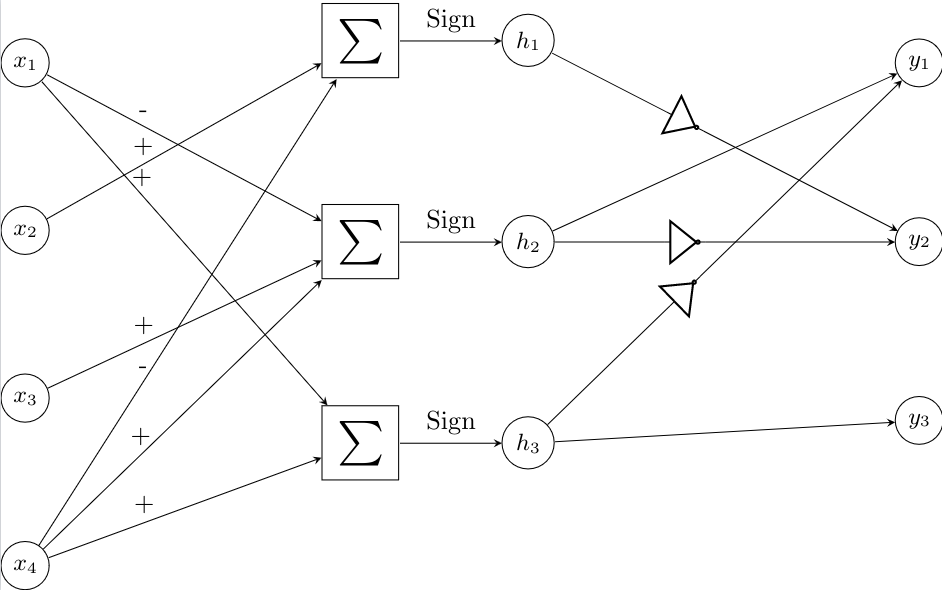 x₁
x₂
x₃
x₄
-
+
+
+
-
+
+
∑
∑
∑
Sign
Sign
Sign
h₁
h₂
h₃
y₁
y₂
y₃